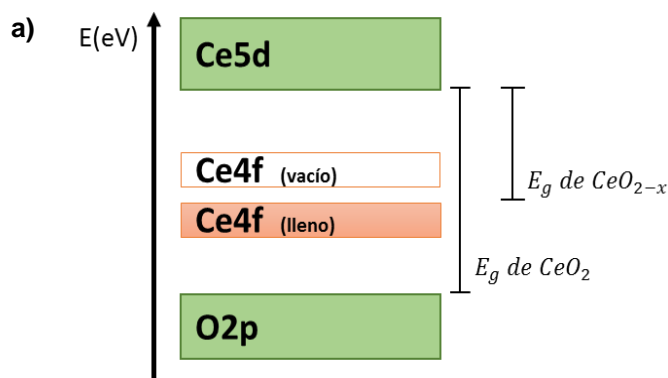 a)
E(eV)
Ce5d
Ce4f (vacío)
E_g de CeO_{2-x}
Ce4f (lleno)
E_g de CeO_2
O2p